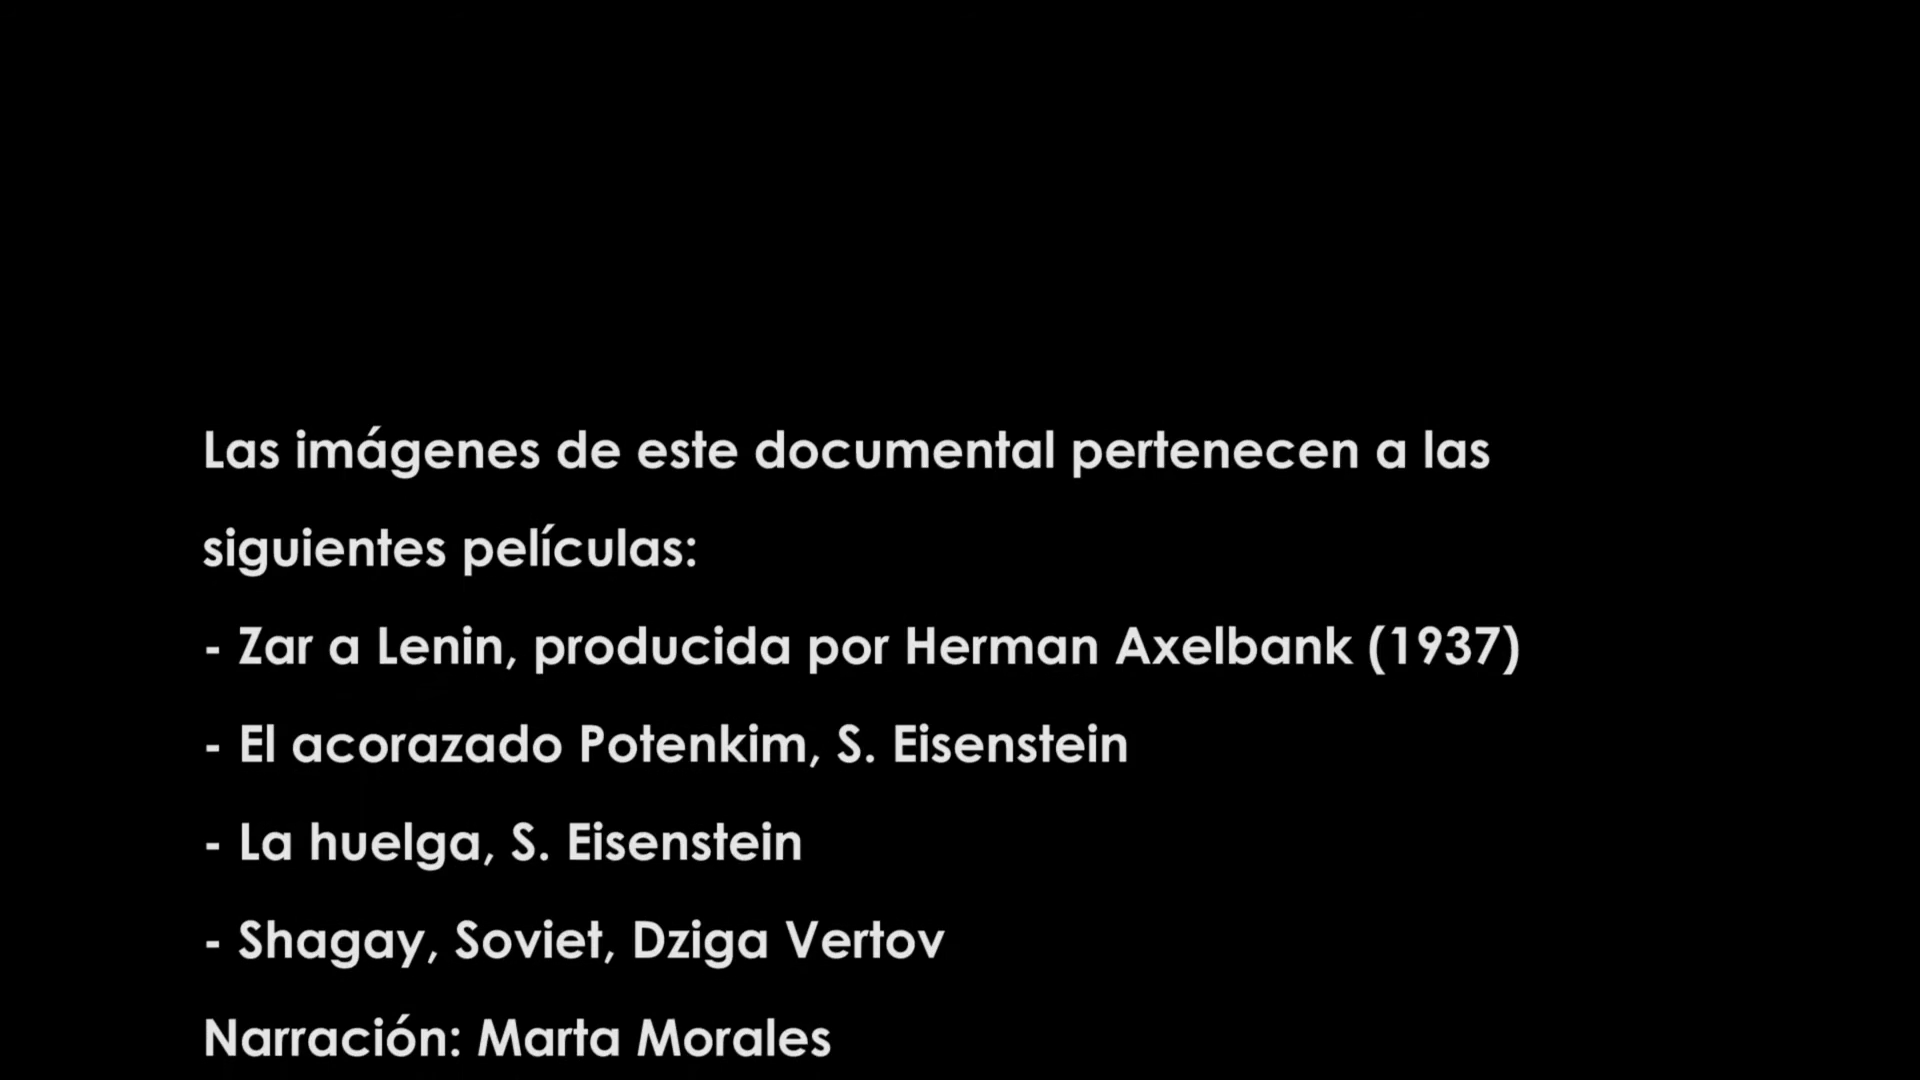 Las imágenes de este documental pertenecen a las
siguientes películas:
- Zar a Lenin, producida por Herman Axelbank (1937)
- El acorazado Potenkim, S. Eisenstein
- La huelga, S. Eisenstein
- Shagay, Soviet, Dziga Vertov
Narración: Marta Morales